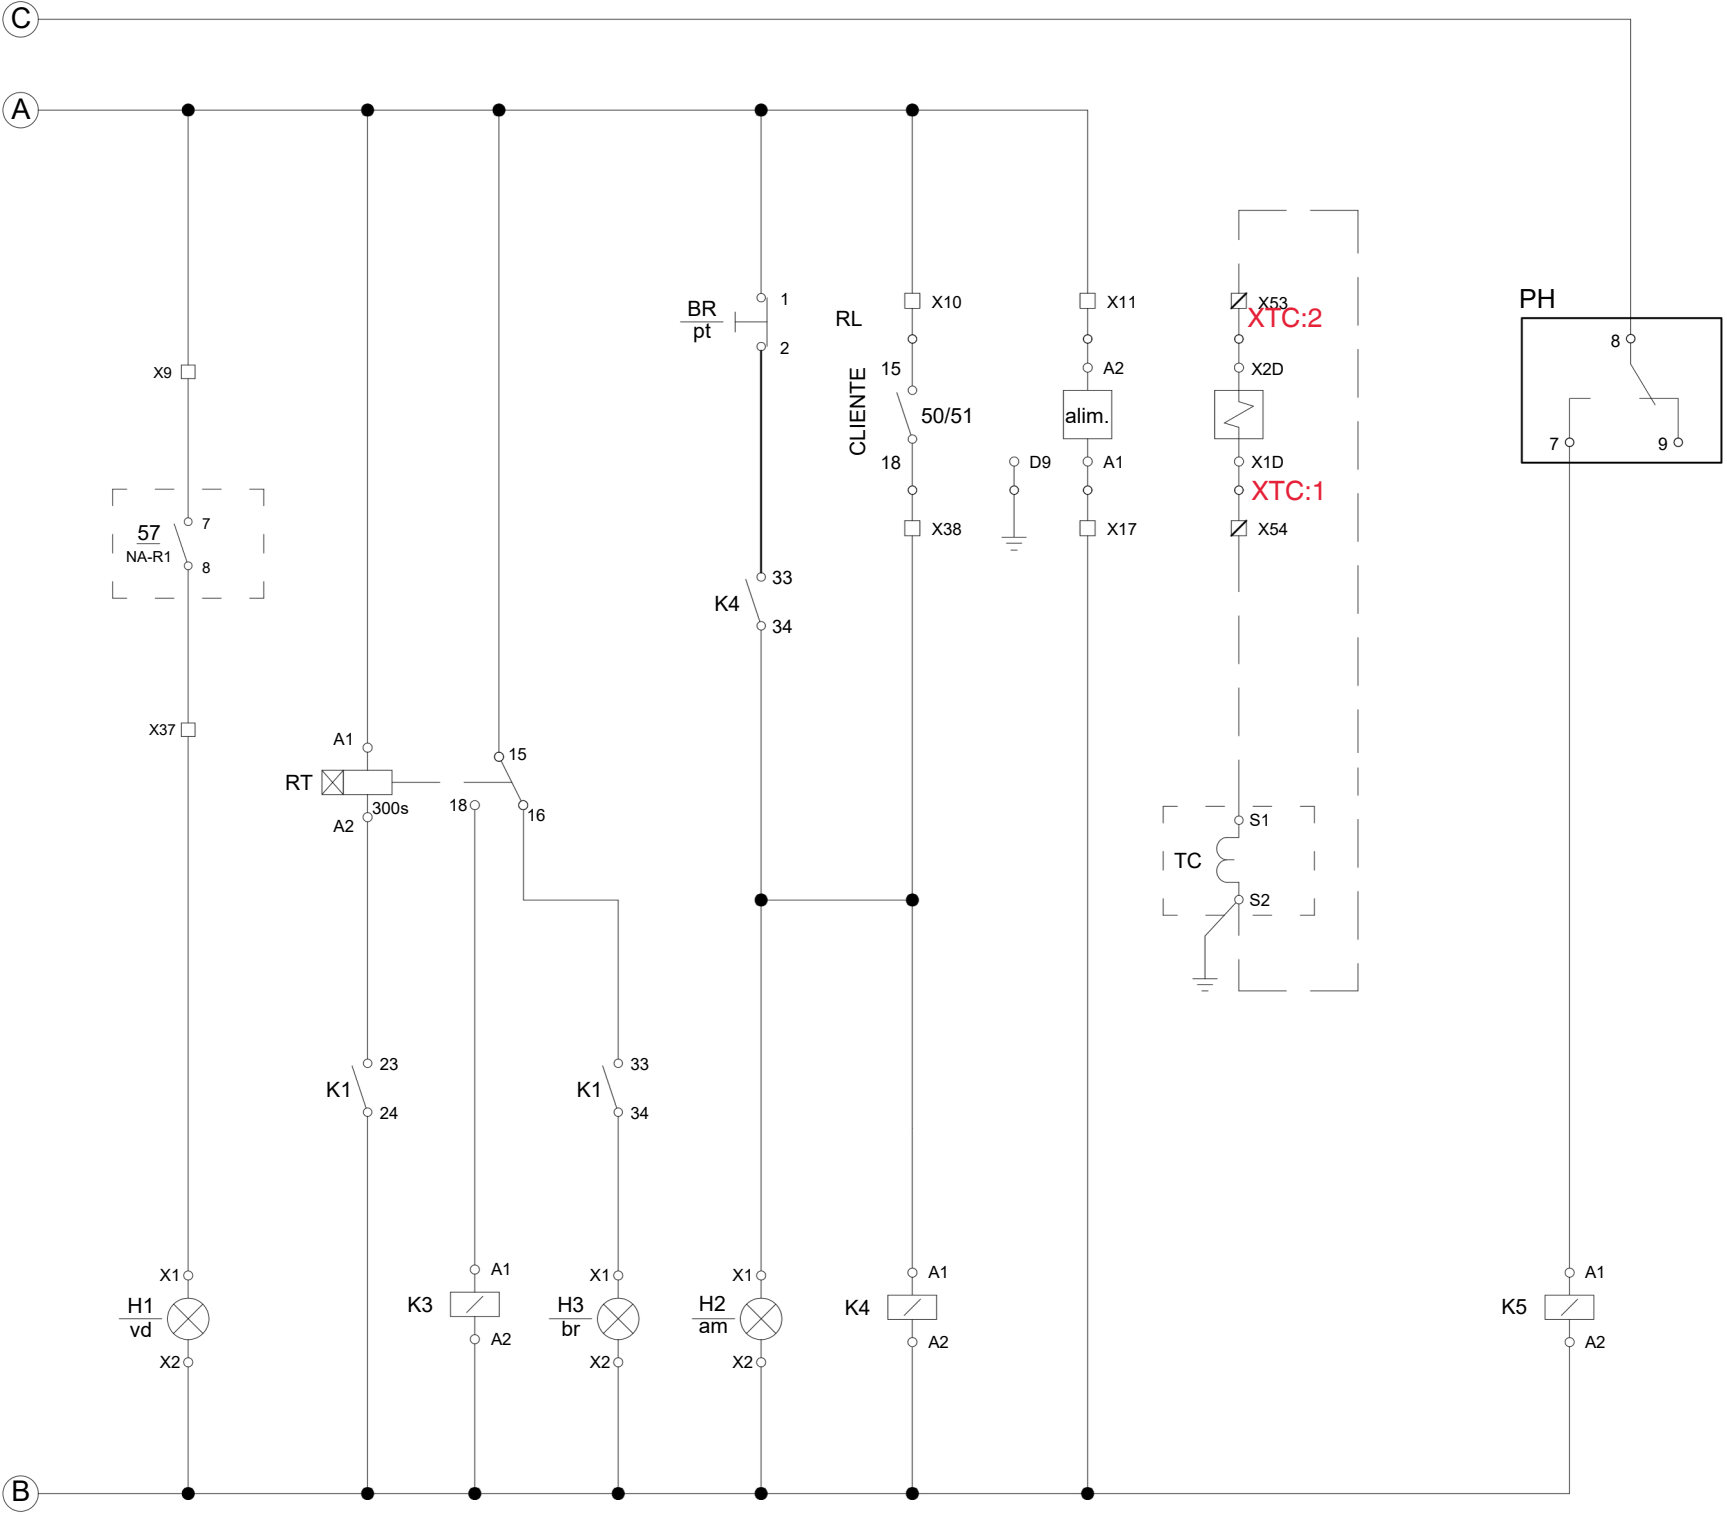 C
A
X53
XTC:2
PH
BR
pt
1
2
RL
X10
X11
8
X9
15
A2
X2D
CLIENTE
50/51
alim.
7
9
18
D9
A1
X1D
XTC:1
57
NA-R1
7
8
X38
X17
X54
K4
33
34
X37
A1
RT
300s
A2
15
18
16
S1
TC
S2
K1
23
24
K1
33
34
X1
H1
vd
X2
K3
A1
A2
X1
H3
br
X2
X1
H2
am
X2
K4
A1
A2
K5
A1
A2
B